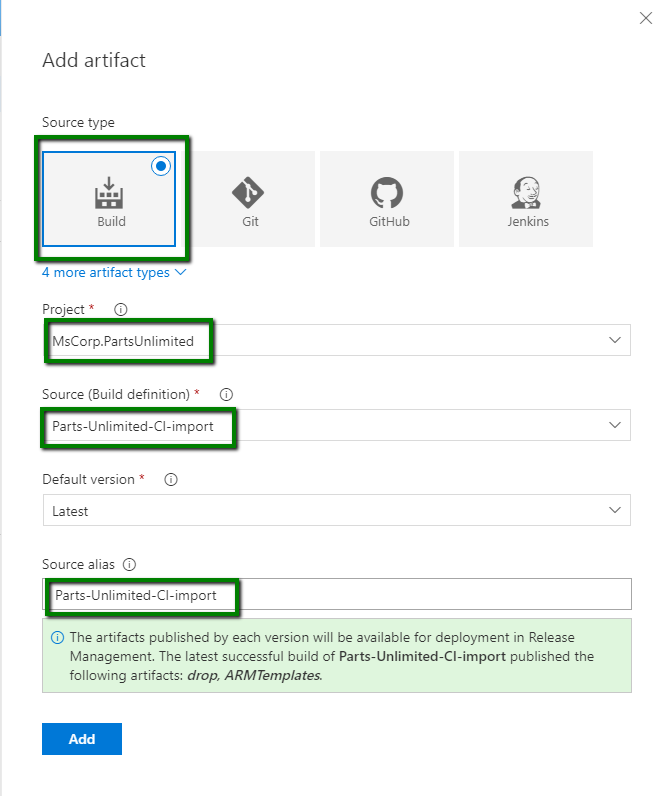 Add artifact
Source type
Build
Git
GitHub
Jenkins
4 more artifact types
Project *
MsCorp.PartsUnlimited
Source (Build definition) *
Parts-Unlimited-CI-import
Default version *
Latest
Source alias
Parts-Unlimited-CI-import
The artifacts published by each version will be available for deployment in Release
Management. The latest successful build of Parts-Unlimited-CI-import published the
following artifacts: drop, ARMTemplates.
Add